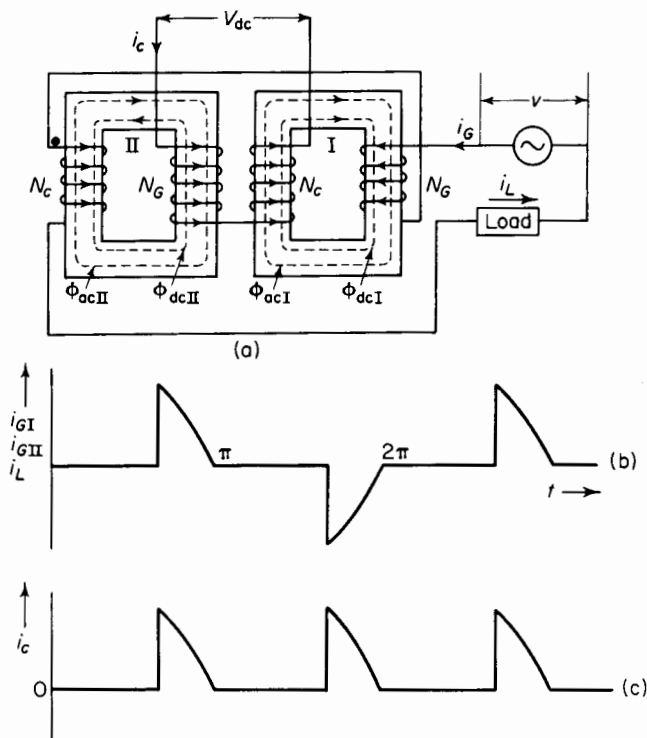 V_dc
i_c
v
i_G
II
I
N_c
N_G
N_c
N_G
i_L
Load
Φ_acII
Φ_dcII
Φ_acI
Φ_dcI
(a)
i_GI
i_GII
i_L
π
2π
(b)
t
i_c
O
(c)